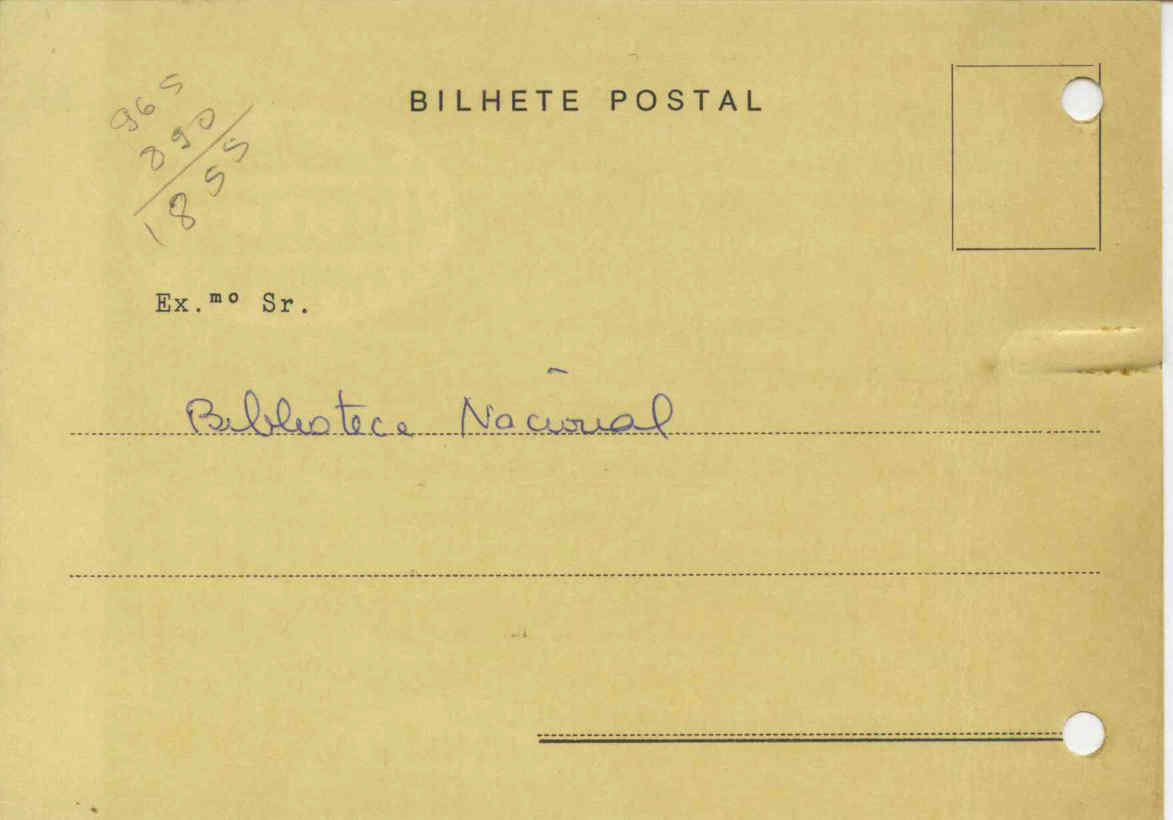 BILHETE POSTAL
965
890
1855
Ex.mo Sr.
Biblioteca Nacional